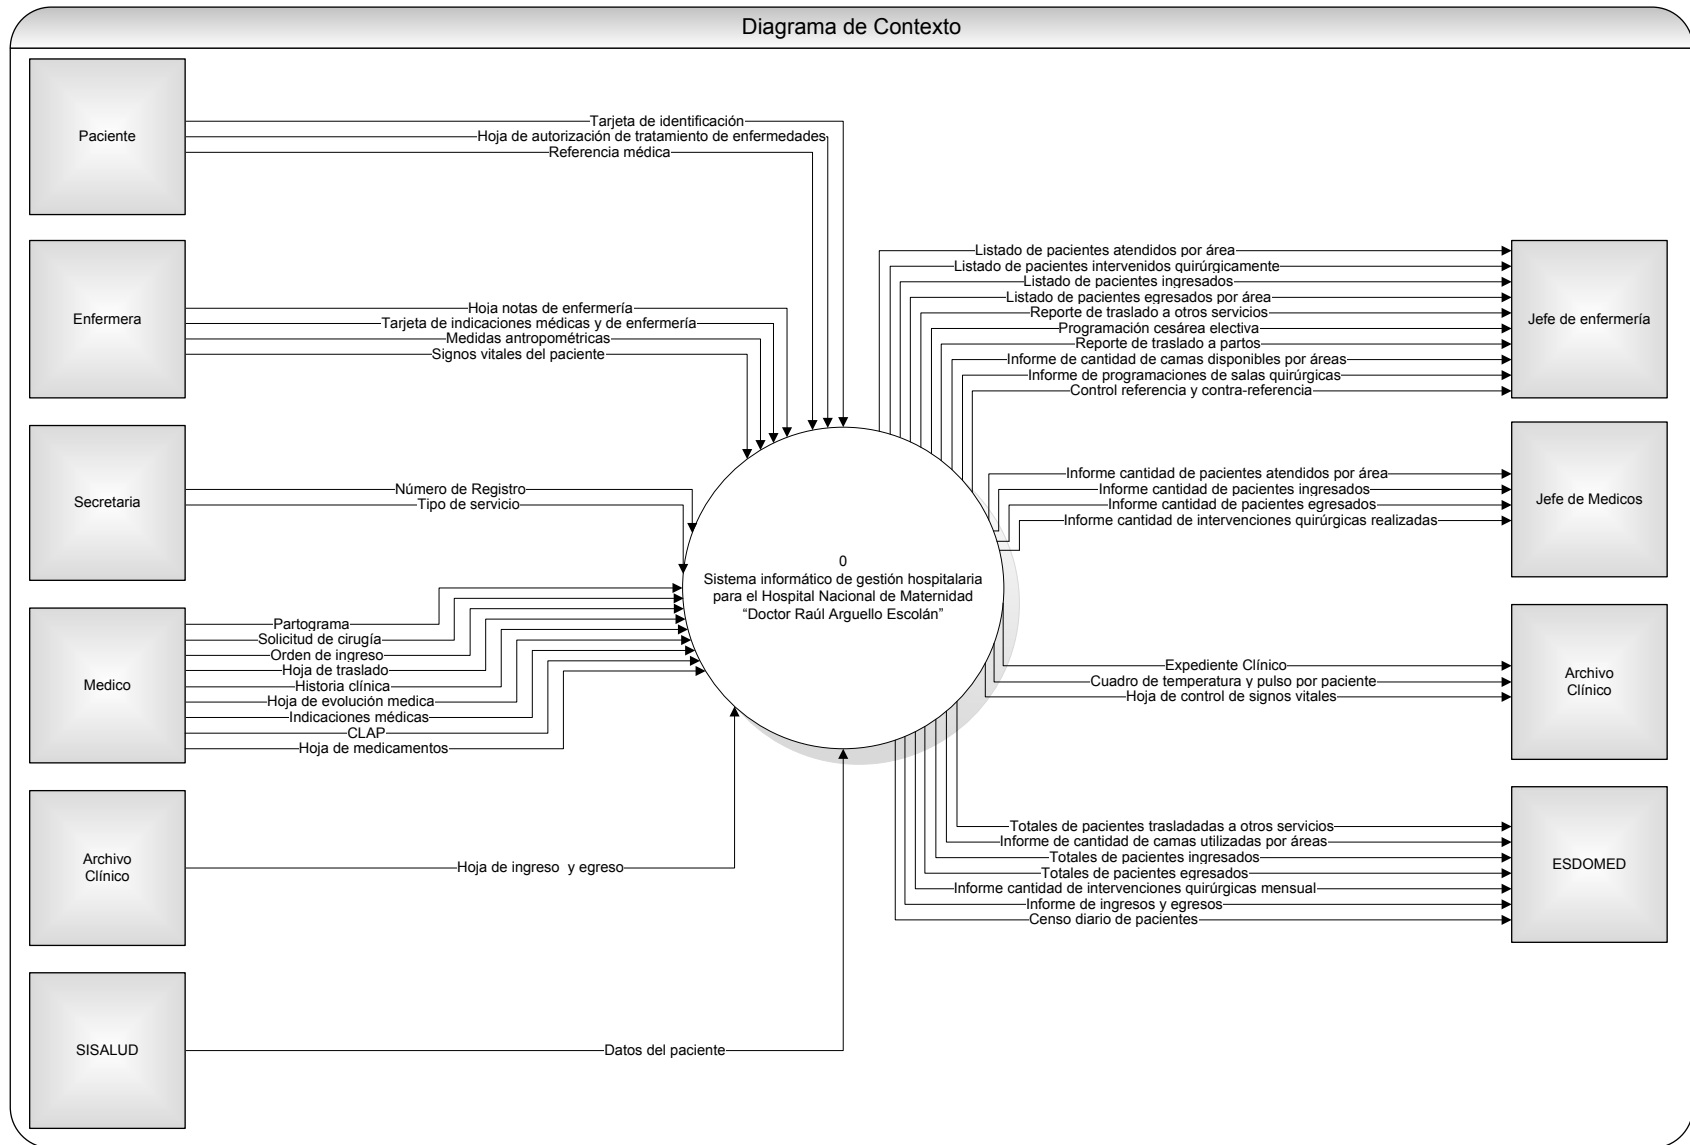 Diagrama de Contexto
Paciente
Tarjeta de identificación
Hoja de autorización de tratamiento de enfermedades
Referencia médica
Enfermera
Hoja notas de enfermería
Tarjeta de indicaciones médicas y de enfermería
Medidas antropométricas
Signos vitales del paciente
Secretaria
Número de Registro
Tipo de servicio
Medico
Partograma
Solicitud de cirugía
Orden de ingreso
Hoja de traslado
Historia clínica
Hoja de evolución medica
Indicaciones médicas
CLAP
Hoja de medicamentos
Archivo
Clínico
Hoja de ingreso y egreso
SISALUD
Datos del paciente
0
Sistema informático de gestión hospitalaria
para el Hospital Nacional de Maternidad
“Doctor Raúl Arguello Escolán”
Listado de pacientes atendidos por área
Listado de pacientes intervenidos quirúrgicamente
Listado de pacientes ingresados
Listado de pacientes egresados por área
Reporte de traslado a otros servicios
Programación cesárea electiva
Reporte de traslado a partos
Informe de cantidad de camas disponibles por áreas
Informe de programaciones de salas quirúrgicas
Control referencia y contra-referencia
Jefe de enfermería
Informe cantidad de pacientes atendidos por área
Informe cantidad de pacientes ingresados
Informe cantidad de pacientes egresados
Informe cantidad de intervenciones quirúrgicas realizadas
Jefe de Medicos
Expediente Clínico
Cuadro de temperatura y pulso por paciente
Hoja de control de signos vitales
Archivo
Clínico
Totales de pacientes trasladadas a otros servicios
Informe de cantidad de camas utilizadas por áreas
Totales de pacientes ingresados
Totales de pacientes egresados
Informe cantidad de intervenciones quirúrgicas mensual
Informe de ingresos y egresos
Censo diario de pacientes
ESDOMED